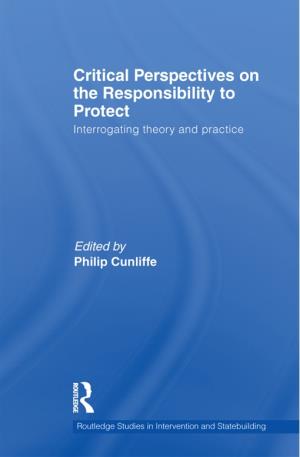 Critical Perspectives on
the Responsibility to
Protect
Interrogating theory and practice
Edited by
Philip Cunliffe
ROUTLEDGE
Routledge Studies in Intervention and Statebuilding